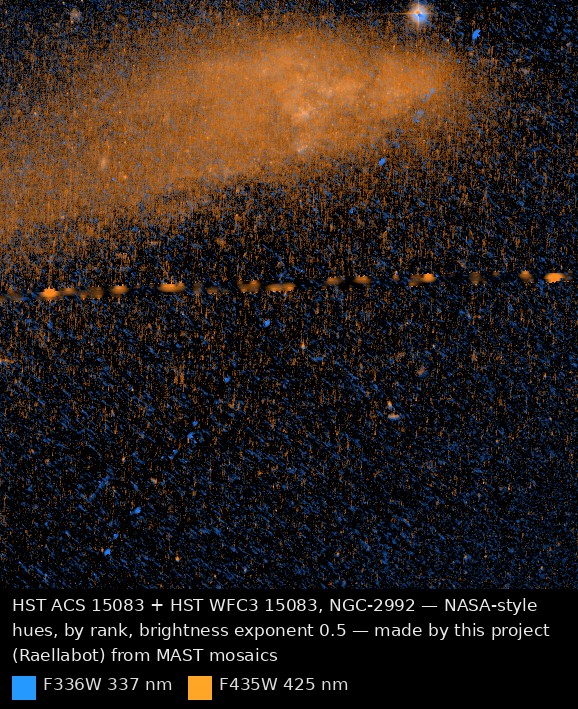 HST ACS 15083 + HST WFC3 15083, NGC-2992 — NASA-style
hues, by rank, brightness exponent 0.5 — made by this project
(Raellabot) from MAST mosaics
F336W 337 nm F435W 425 nm